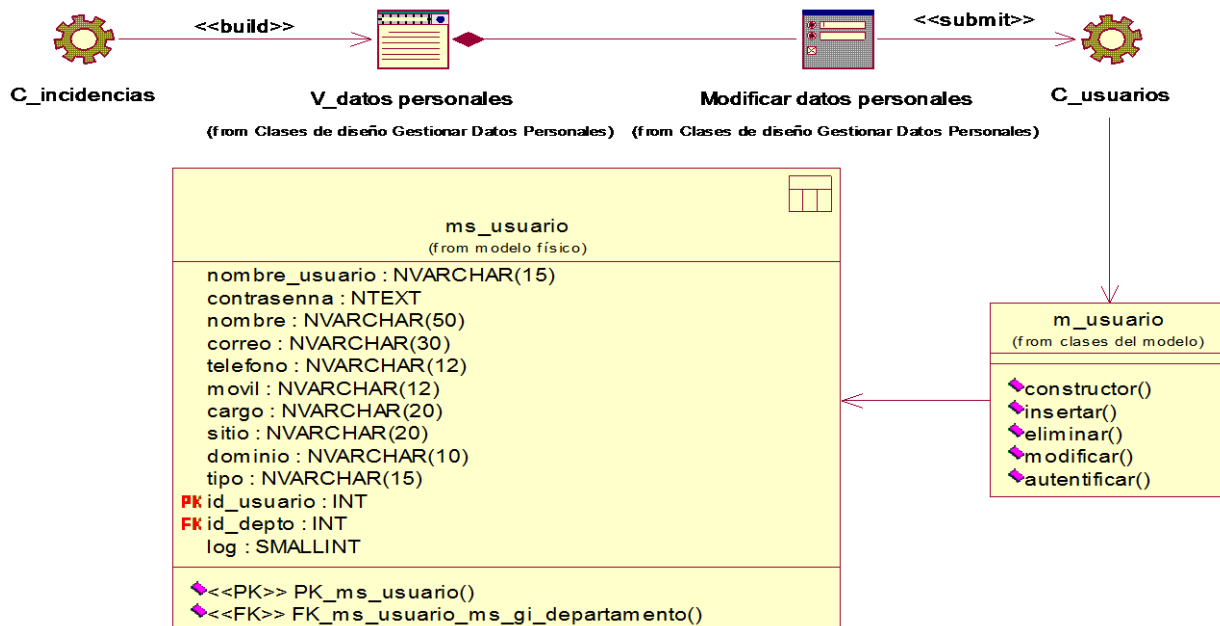 <<build>>
<<submit>>
C_incidencias
V_datos personales
Modificar datos personales
C_usuarios
(from Clases de diseño Gestionar Datos Personales)
(from Clases de diseño Gestionar Datos Personales)
ms_usuario
(from modelo físico)
nombre_usuario : NVARCHAR(15)
contrasenna : NTEXT
nombre : NVARCHAR(50)
correo : NVARCHAR(30)
telefono : NVARCHAR(12)
movil : NVARCHAR(12)
cargo : NVARCHAR(20)
sitio : NVARCHAR(20)
dominio : NVARCHAR(10)
tipo : NVARCHAR(15)
PK id_usuario : INT
FK id_depto : INT
log : SMALLINT
<<PK>> PK_ms_usuario()
<<FK>> FK_ms_usuario_ms_gi_departamento()
m_usuario
(from clases del modelo)
constructor()
insertar()
eliminar()
modificar()
autentificar()